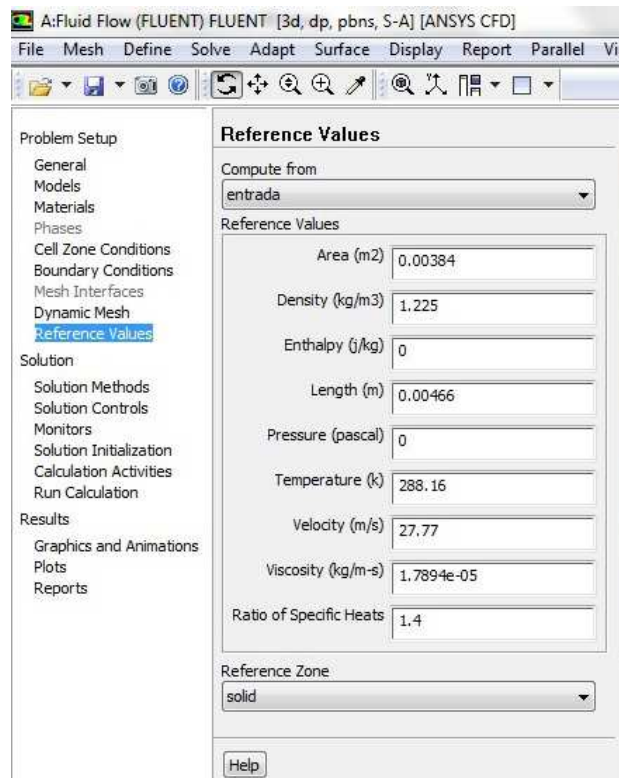 A:Fluid Flow (FLUENT) FLUENT [3d, dp, pbns, S-A] [ANSYS CFD]
File Mesh Define Solve Adapt Surface Display Report Parallel Vi
Problem Setup
General
Models
Materials
Phases
Cell Zone Conditions
Boundary Conditions
Mesh Interfaces
Dynamic Mesh
Reference Values
Solution
Solution Methods
Solution Controls
Monitors
Solution Initialization
Calculation Activities
Run Calculation
Results
Graphics and Animations
Plots
Reports
Reference Values
Compute from
entrada
Reference Values
Area (m2) 0.00384
Density (kg/m3) 1.225
Enthalpy (j/kg) 0
Length (m) 0.00466
Pressure (pascal) 0
Temperature (k) 288.16
Velocity (m/s) 27.77
Viscosity (kg/m-s) 1.7894e-05
Ratio of Specific Heats 1.4
Reference Zone
solid
Help